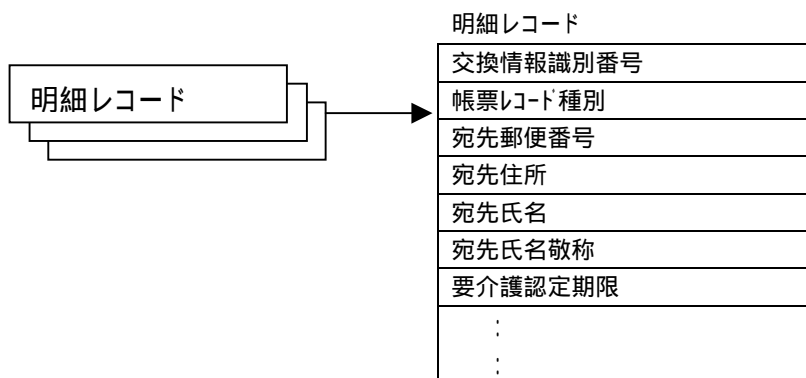 明細レコード
明細レコード
交換情報識別番号
帳票ﾚｺｰﾄﾞ種別
宛先郵便番号
宛先住所
宛先氏名
宛先氏名敬称
要介護認定期限
:
: